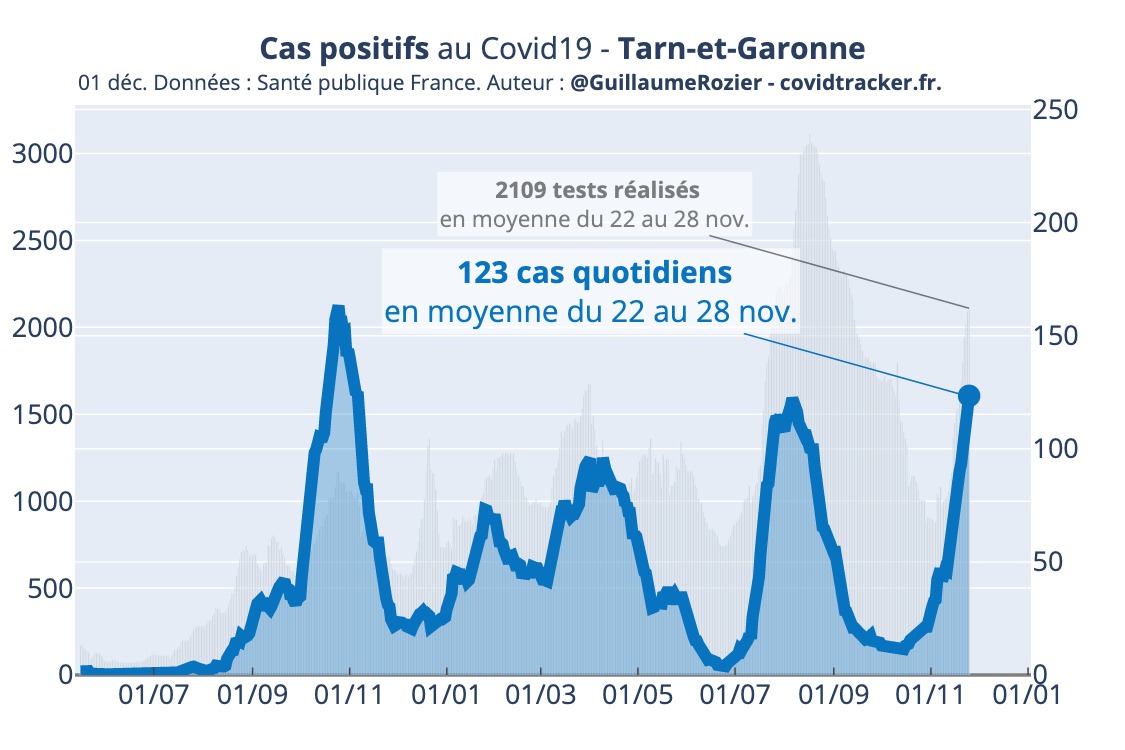 Cas positifs au Covid19 - Tarn-et-Garonne
01 déc. Données : Santé publique France. Auteur : @GuillaumeRozier - covidtracker.fr.
250
3000
2109 tests réalisés
en moyenne du 22 au 28 nov.
200
2500
123 cas quotidiens
en moyenne du 22 au 28 nov.
2000
150
1500
100
1000
50
500
0
0
01/07 01/09 01/11 01/01 01/03 01/05 01/07 01/09 01/11 01/01